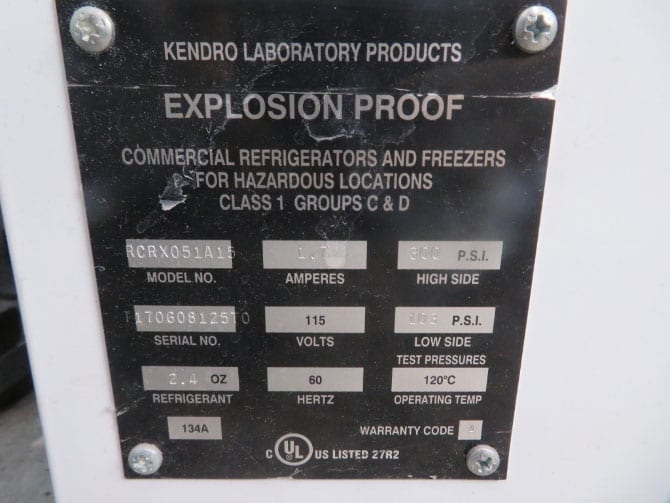 KENDRO LABORATORY PRODUCTS
EXPLOSION PROOF
COMMERCIAL REFRIGERATORS AND FREEZERS
FOR HAZARDOUS LOCATIONS
CLASS 1 GROUPS C & D
RCRX051A15 300 P.S.I.
MODEL NO. AMPERES HIGH SIDE
115 P.S.I.
SERIAL NO. VOLTS LOW SIDE
TEST PRESSURES
2.4 OZ 60 120°C
REFRIGERANT HERTZ OPERATING TEMP
134A WARRANTY CODE
C UL US LISTED 27R2